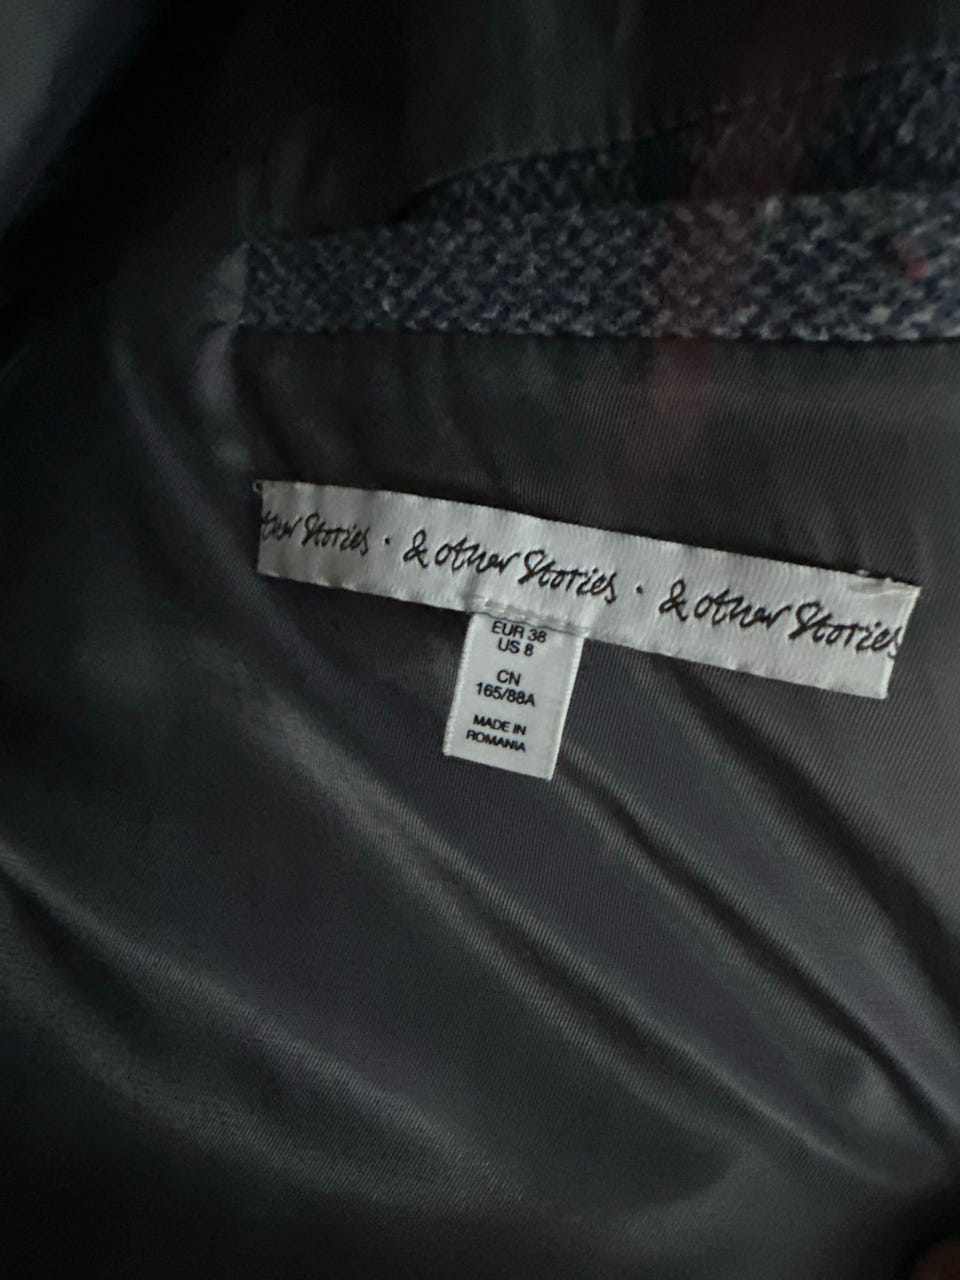 ther Stories · & other Stories · & other Stories
EUR 38
US 8
CN
165/88A
MADE IN
ROMANIA